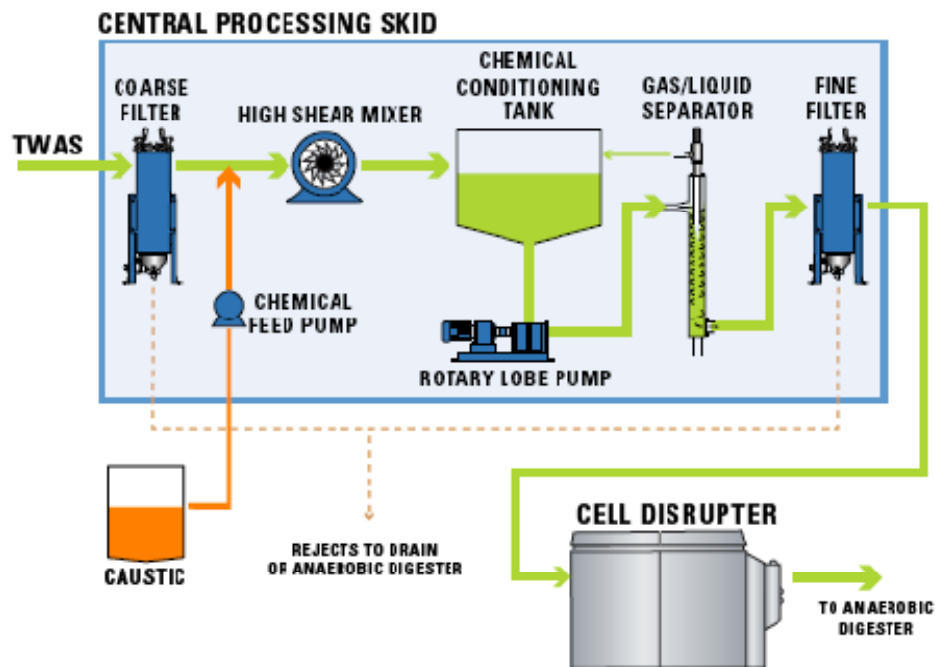 CENTRAL PROCESSING SKID
COARSE
FILTER
HIGH SHEAR MIXER
CHEMICAL
CONDITIONING
TANK
GAS/LIQUID
SEPARATOR
FINE
FILTER
TWAS
CHEMICAL
FEED PUMP
ROTARY LOBE PUMP
CAUSTIC
REJECTS TO DRAIN
OR ANAEROBIC DIGESTER
CELL DISRUPTER
TO ANAEROBIC
DIGESTER